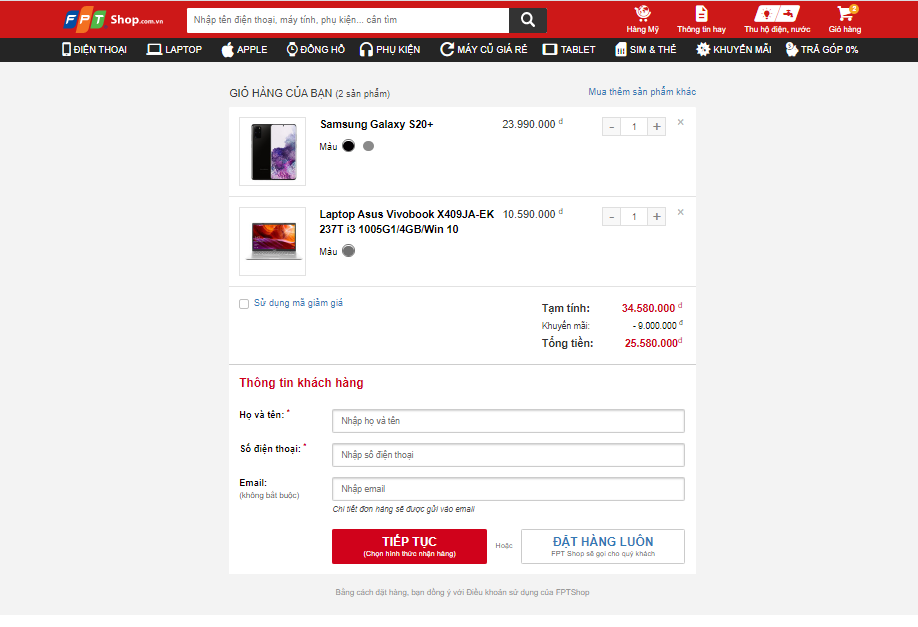 FPT Shop.com.vn
Nhập tên điện thoại, máy tính, phụ kiện... cần tìm
Hàng Mỹ
Thông tin hay
Thu hộ điện, nước
2
Giỏ hàng
ĐIỆN THOẠI
LAPTOP
APPLE
ĐỒNG HỒ
PHỤ KIỆN
MÁY CŨ GIÁ RẺ
TABLET
SIM & THẺ
KHUYẾN MÃI
TRẢ GÓP 0%
GIỎ HÀNG CỦA BẠN (2 sản phẩm)
Mua thêm sản phẩm khác
Samsung Galaxy S20+
23.990.000 đ
- 1 +
×
Màu
Laptop Asus Vivobook X409JA-EK
237T i3 1005G1/4GB/Win 10
10.590.000 đ
- 1 +
×
Màu
Sử dụng mã giảm giá
Tạm tính: 34.580.000 đ
Khuyến mãi: - 9.000.000 đ
Tổng tiền: 25.580.000đ
Thông tin khách hàng
Họ và tên: *
Nhập họ và tên
Số điện thoại: *
Nhập số điện thoại
Email:
(không bắt buộc)
Nhập email
Chi tiết đơn hàng sẽ được gửi vào email
TIẾP TỤC
(Chọn hình thức nhận hàng)
Hoặc
ĐẶT HÀNG LUÔN
FPT Shop sẽ gọi cho quý khách
Bằng cách đặt hàng, bạn đồng ý với Điều khoản sử dụng của FPTShop